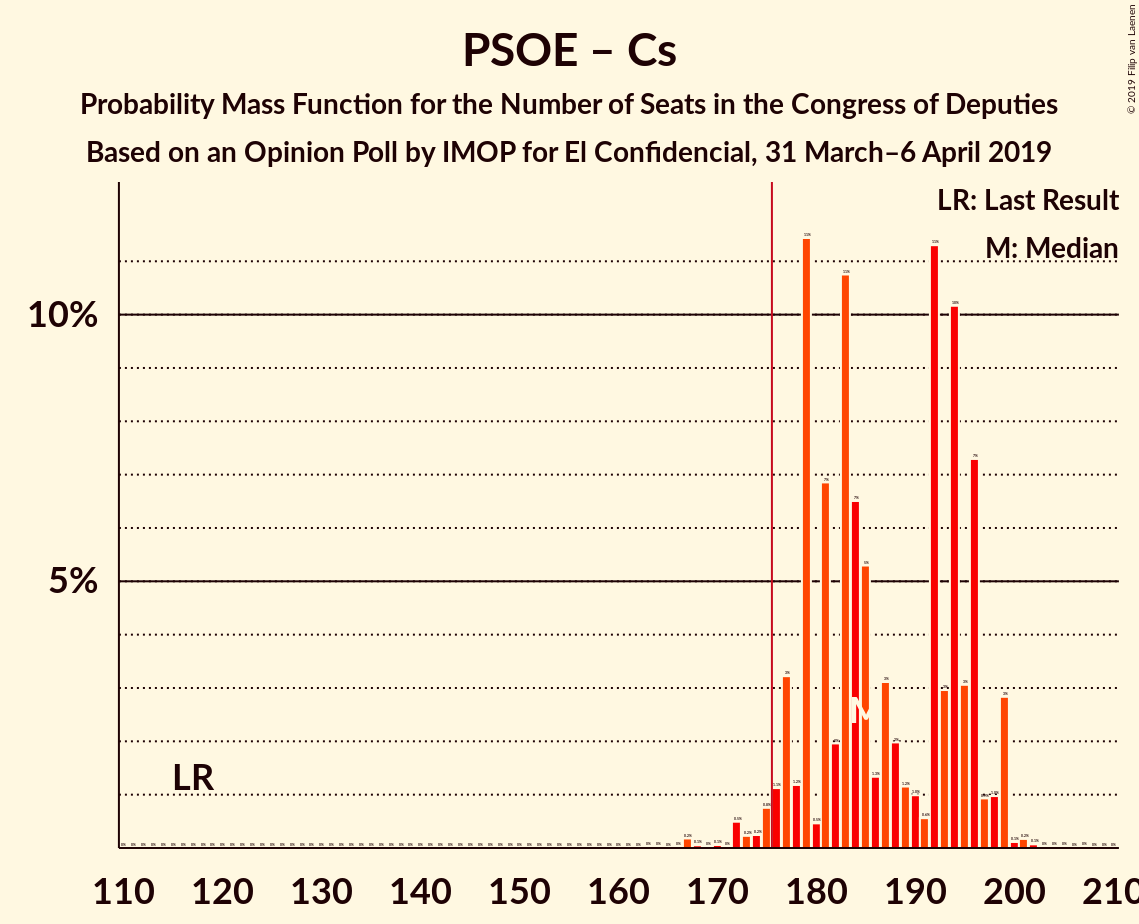 PSOE – Cs
Probability Mass Function for the Number of Seats in the Congress of Deputies
Based on an Opinion Poll by IMOP for El Confidencial, 31 March–6 April 2019
© 2019 Filip van Laenen
LR: Last Result
M: Median
10%
5%
LR
M
110 120 130 140 150 160 170 180 190 200 210